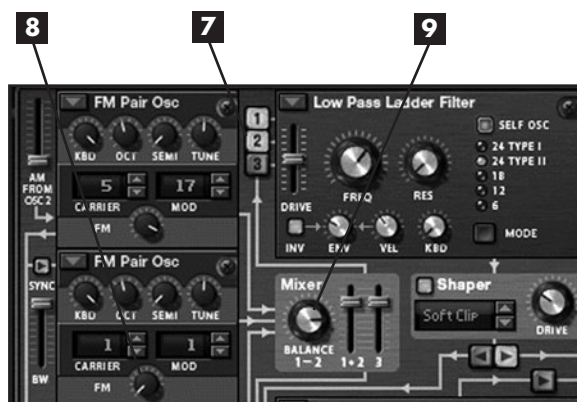 8
7
9
FM Pair Osc
KBD
OCT
SEMI
TUNE
5
17
CARRIER
MOD
FM
AM
FROM
OSC 2
SYNC
BW
FM Pair Osc
KBD
OCT
SEMI
TUNE
1
1
CARRIER
MOD
FM
1
2
3
Low Pass Ladder Filter
DRIVE
FREQ
RES
SELF OSC
24 TYPE I
24 TYPE II
18
12
6
MODE
INV
ENV
VEL
KBD
Mixer
BALANCE
1-2
1+2
3
Shaper
Soft Clip
DRIVE